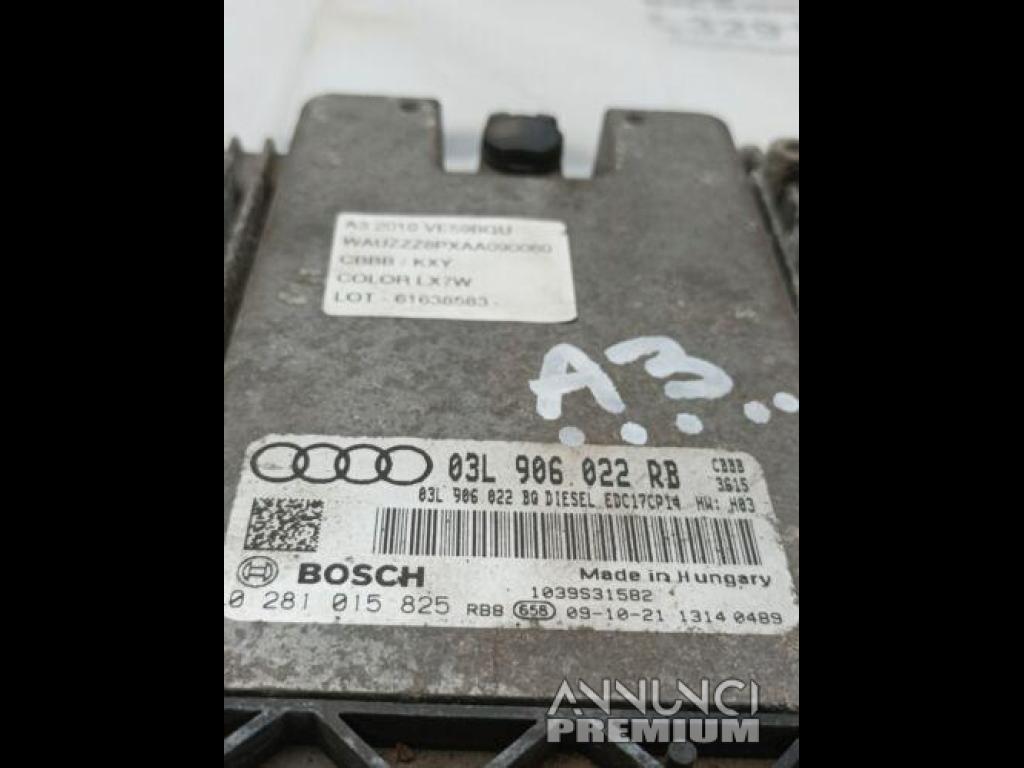 A3 2010 VE59BGU
WAUZZZ8PXAA090060
CBBB / KXY
COLOR LX7W
LOT - 61638583
A3
03L 906 022 RB CBBB
3615
03L 906 022 BQ DIESEL EDC17CP14 HW: H03
BOSCH Made in Hungary
1039S31582
0 281 015 825 RBB 658 09-10-21 1314 0489
ANNUNCI
PREMIUM